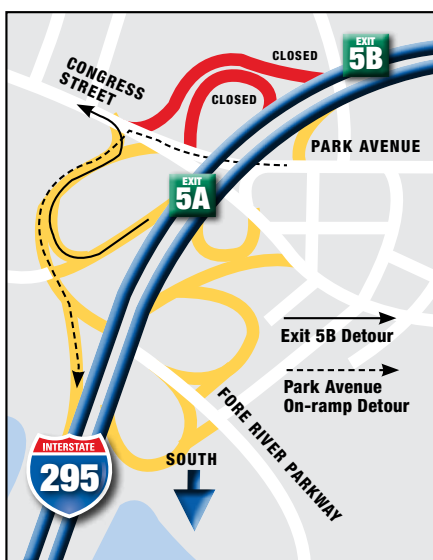 CLOSED
EXIT
5B
CONGRESS
STREET
CLOSED
PARK AVENUE
EXIT
5A
Exit 5B Detour
Park Avenue
On-ramp Detour
FORE RIVER PARKWAY
INTERSTATE
295
SOUTH